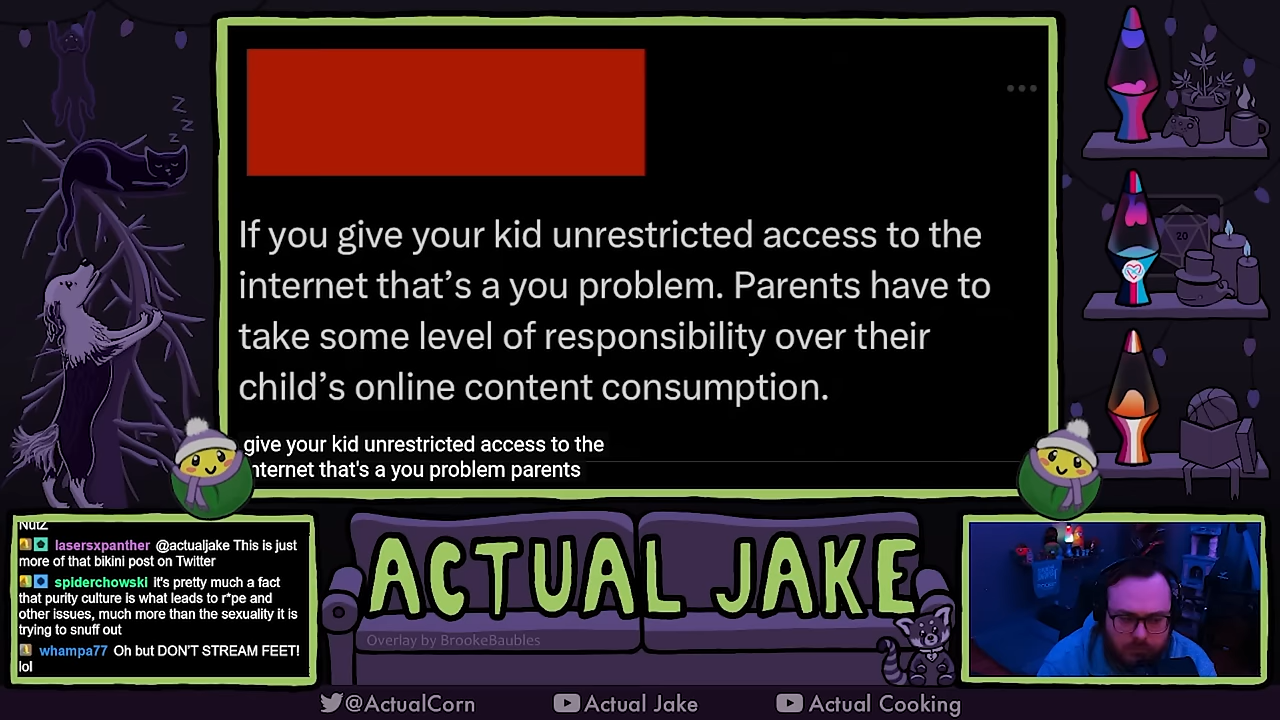 If you give your kid unrestricted access to the
internet that's a you problem. Parents have to
take some level of responsibility over their
child's online content consumption.
give your kid unrestricted access to the
internet that's a you problem parents
20
NutZ
lasersxpanther @actualjake This is just
more of that bikini post on Twitter
spiderchowski It's pretty much a fact
that purity culture is what leads to r*pe and
other issues, much more than the sexuality it is
trying to snuff out
whampa77 Oh but DON'T STREAM FEET!
lol
ACTUAL JAKE
Overlay by BrookeBaubles
@ActualCorn
Actual Jake
Actual Cooking